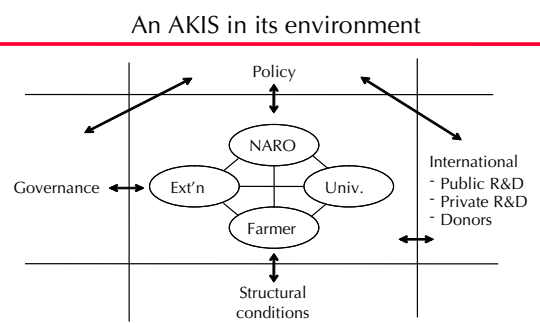 An AKIS in its environment
Policy
NARO
International
- Public R&D
- Private R&D
- Donors
Governance
Ext'n
Univ.
Farmer
Structural
conditions